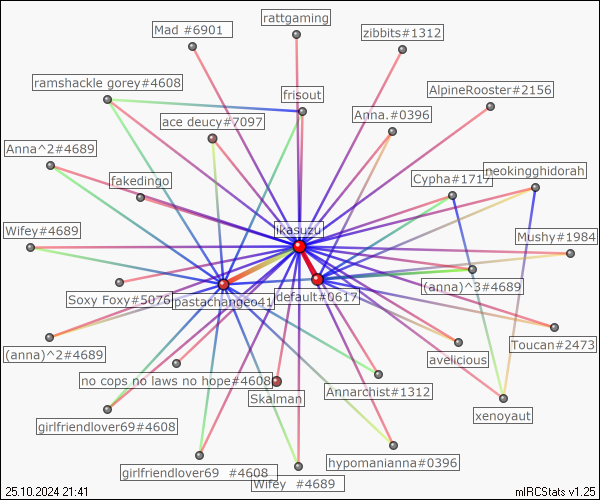 rattgaming
Mad #6901
zibbits#1312
ramshackle gorey#4608
AlpineRooster#2156
frisout
Anna.#0396
ace deucy#7097
Anna^2#4689
neokingghidorah
fakedingo
Cypha#1717
Wifey#4689
ikasuzu
Mushy#1984
Soxy Foxy#5076
pastachangeo41
default#0617
(anna)^3#4689
(anna)^2#4689
Toucan#2473
avelicious
no cops no laws no hope#4608
Annarchist#1312
Skalman
xenoyaut
girlfriendlover69#4608
hypomanianna#0396
girlfriendlover69 #4608
Wifey #4689
25.10.2024 21:41
mIRCStats v1.25